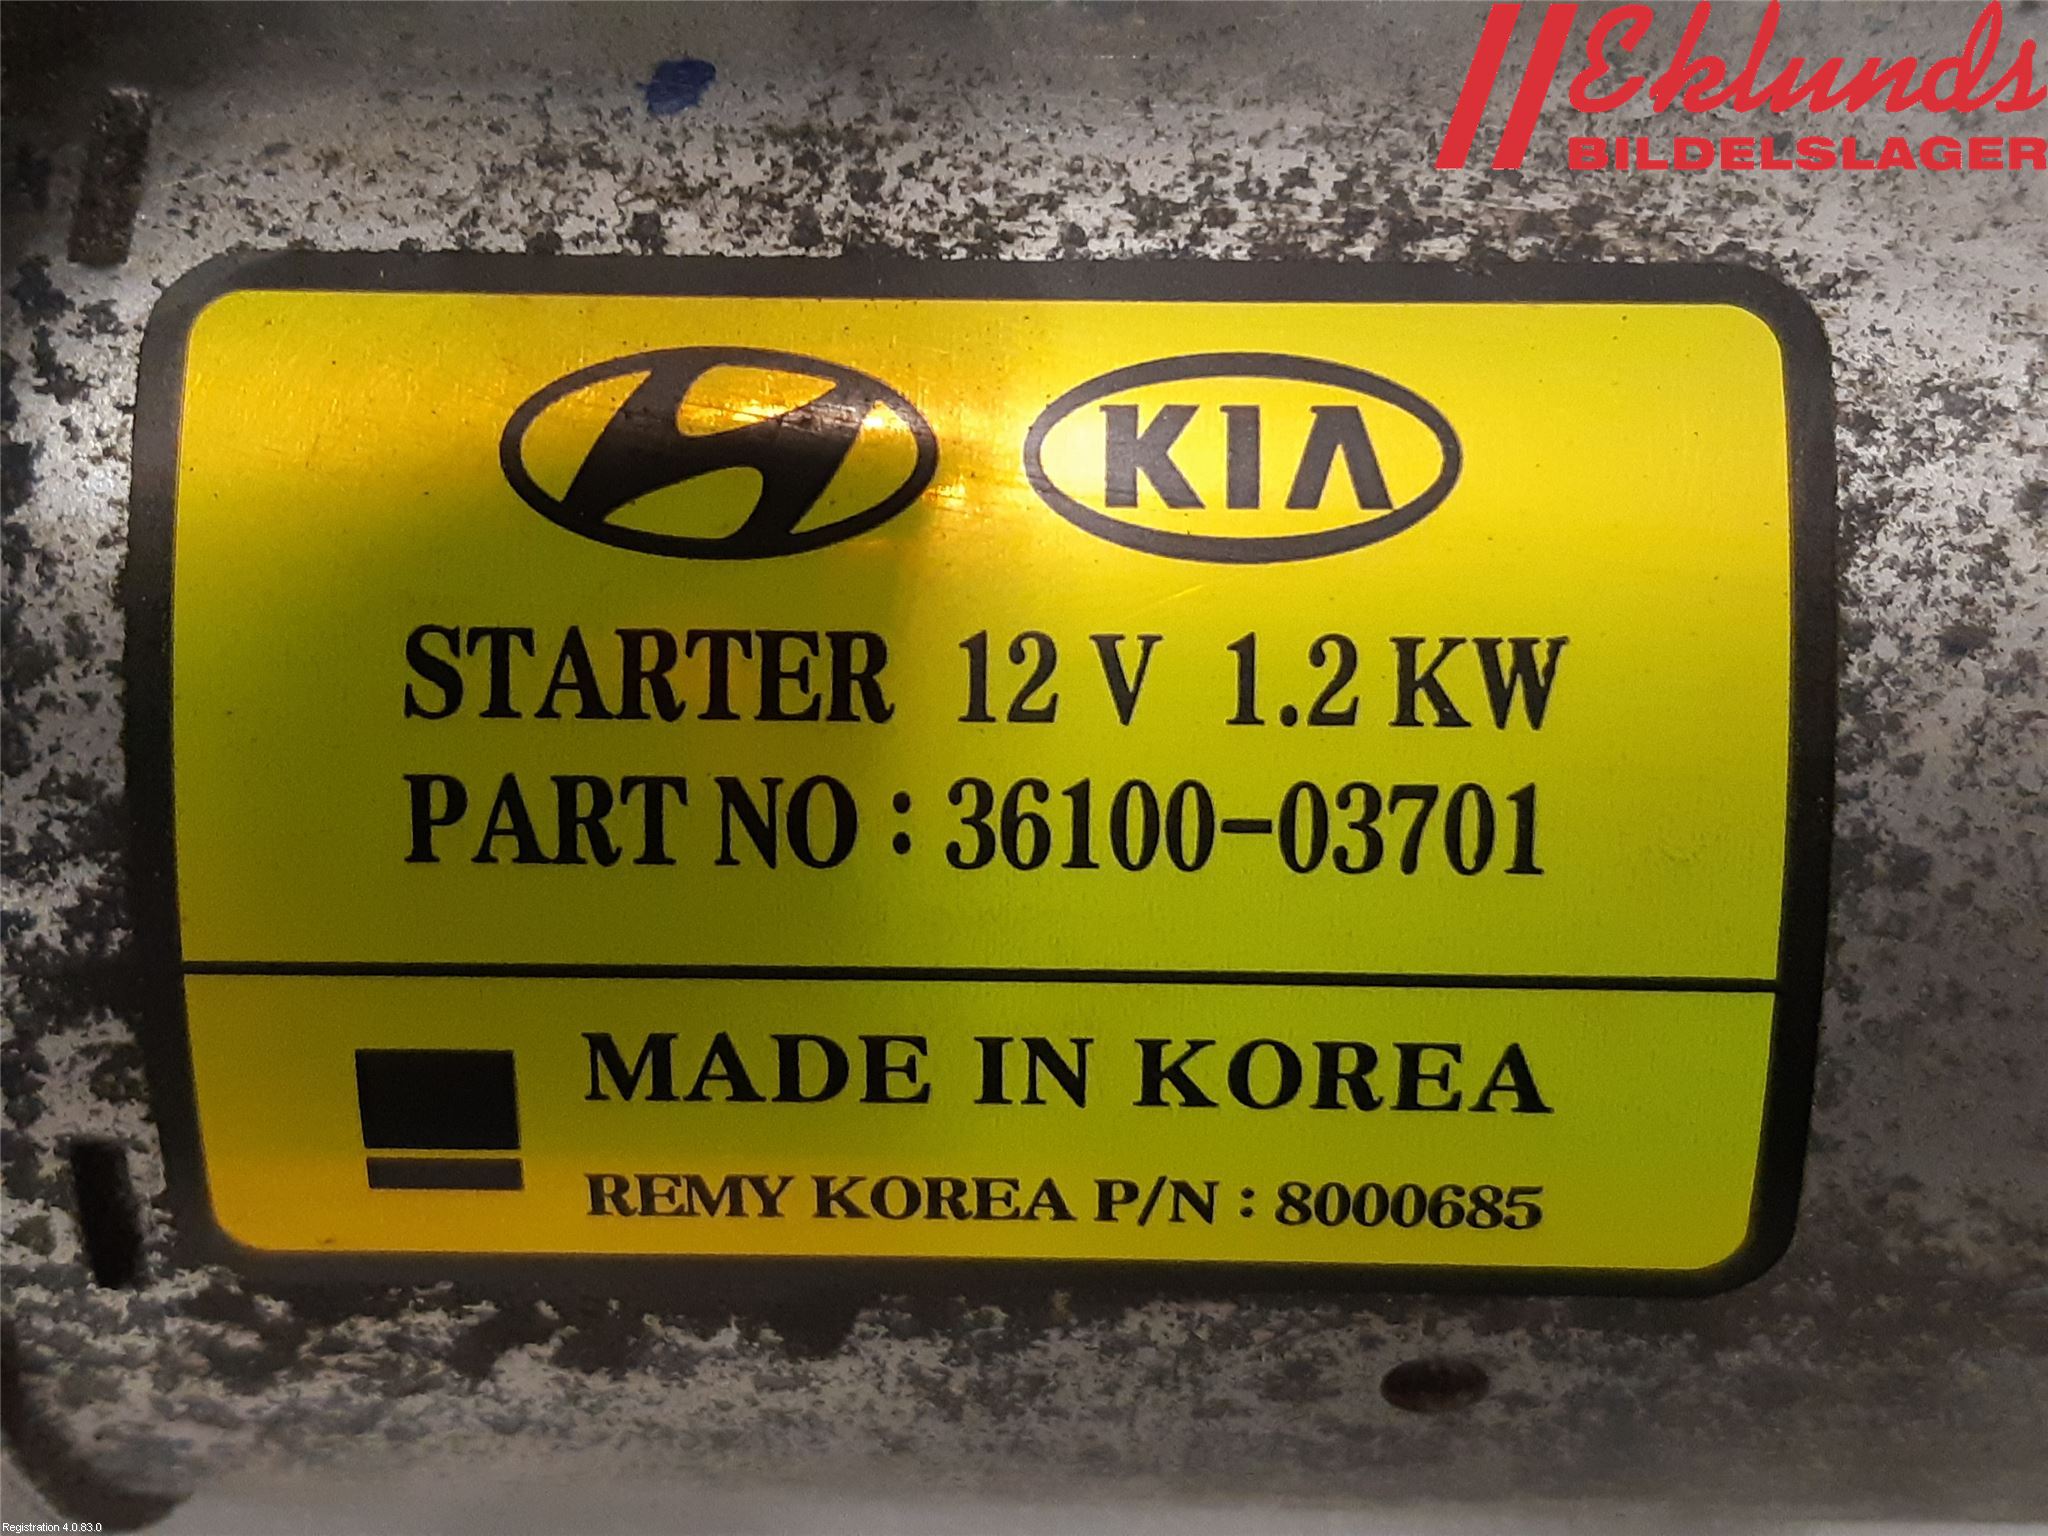 Eklunds
BILDELSLAGER
KIA
STARTER 12 V 1.2 KW
PART NO : 36100-03701
MADE IN KOREA
REMY KOREA P/N : 8000685
Registration 4.0.83.0